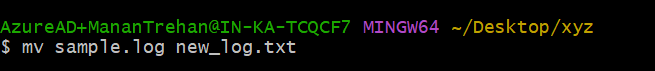 AzureAD+MananTrehan@IN-KA-TCQCF7 MINGW64 ~/Desktop/xyz
$ mv sample.log new_log.txt